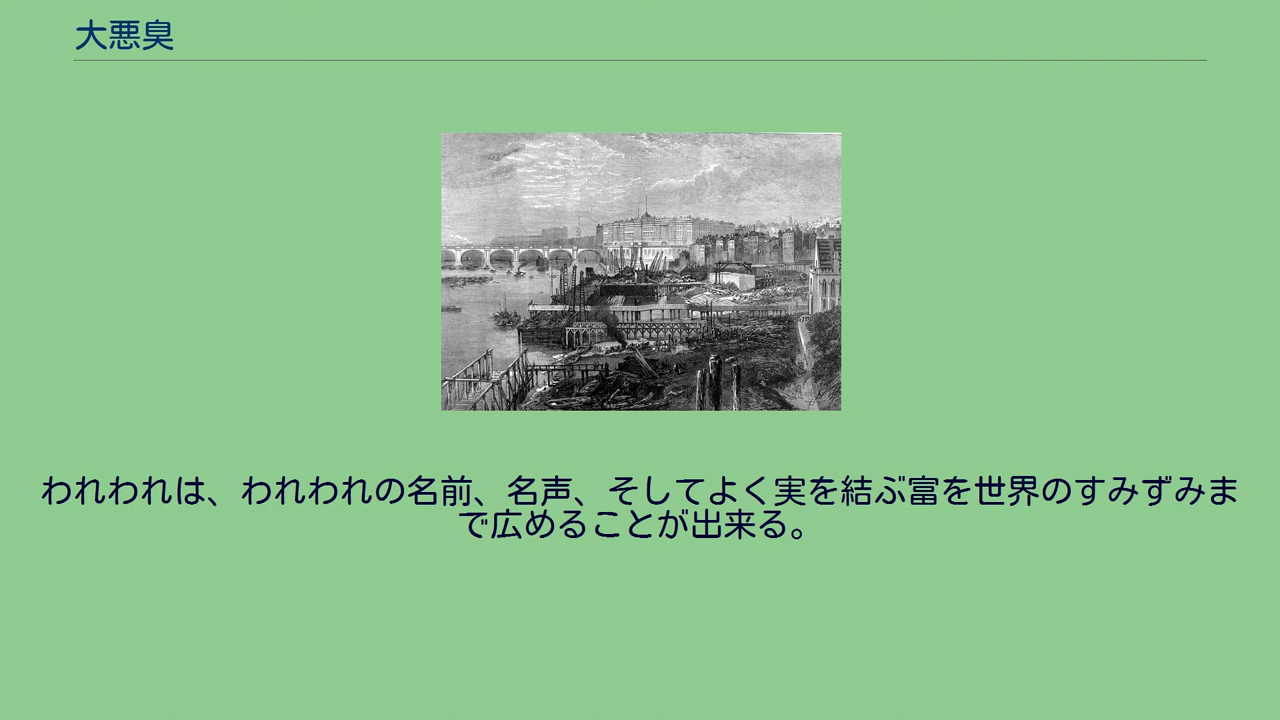 大悪臭
われわれは、われわれの名前、名声、そしてよく実を結ぶ富を世界のすみずみま
で広めることが出来る。